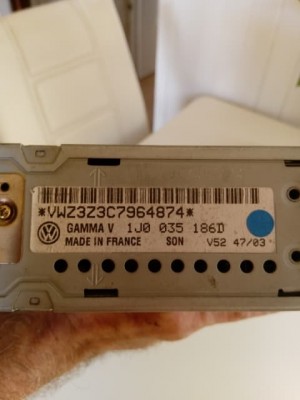 *VWZ3Z3C7964874*
GAMMA V 1J0 035 186D
MADE IN FRANCE SON V52 47/03